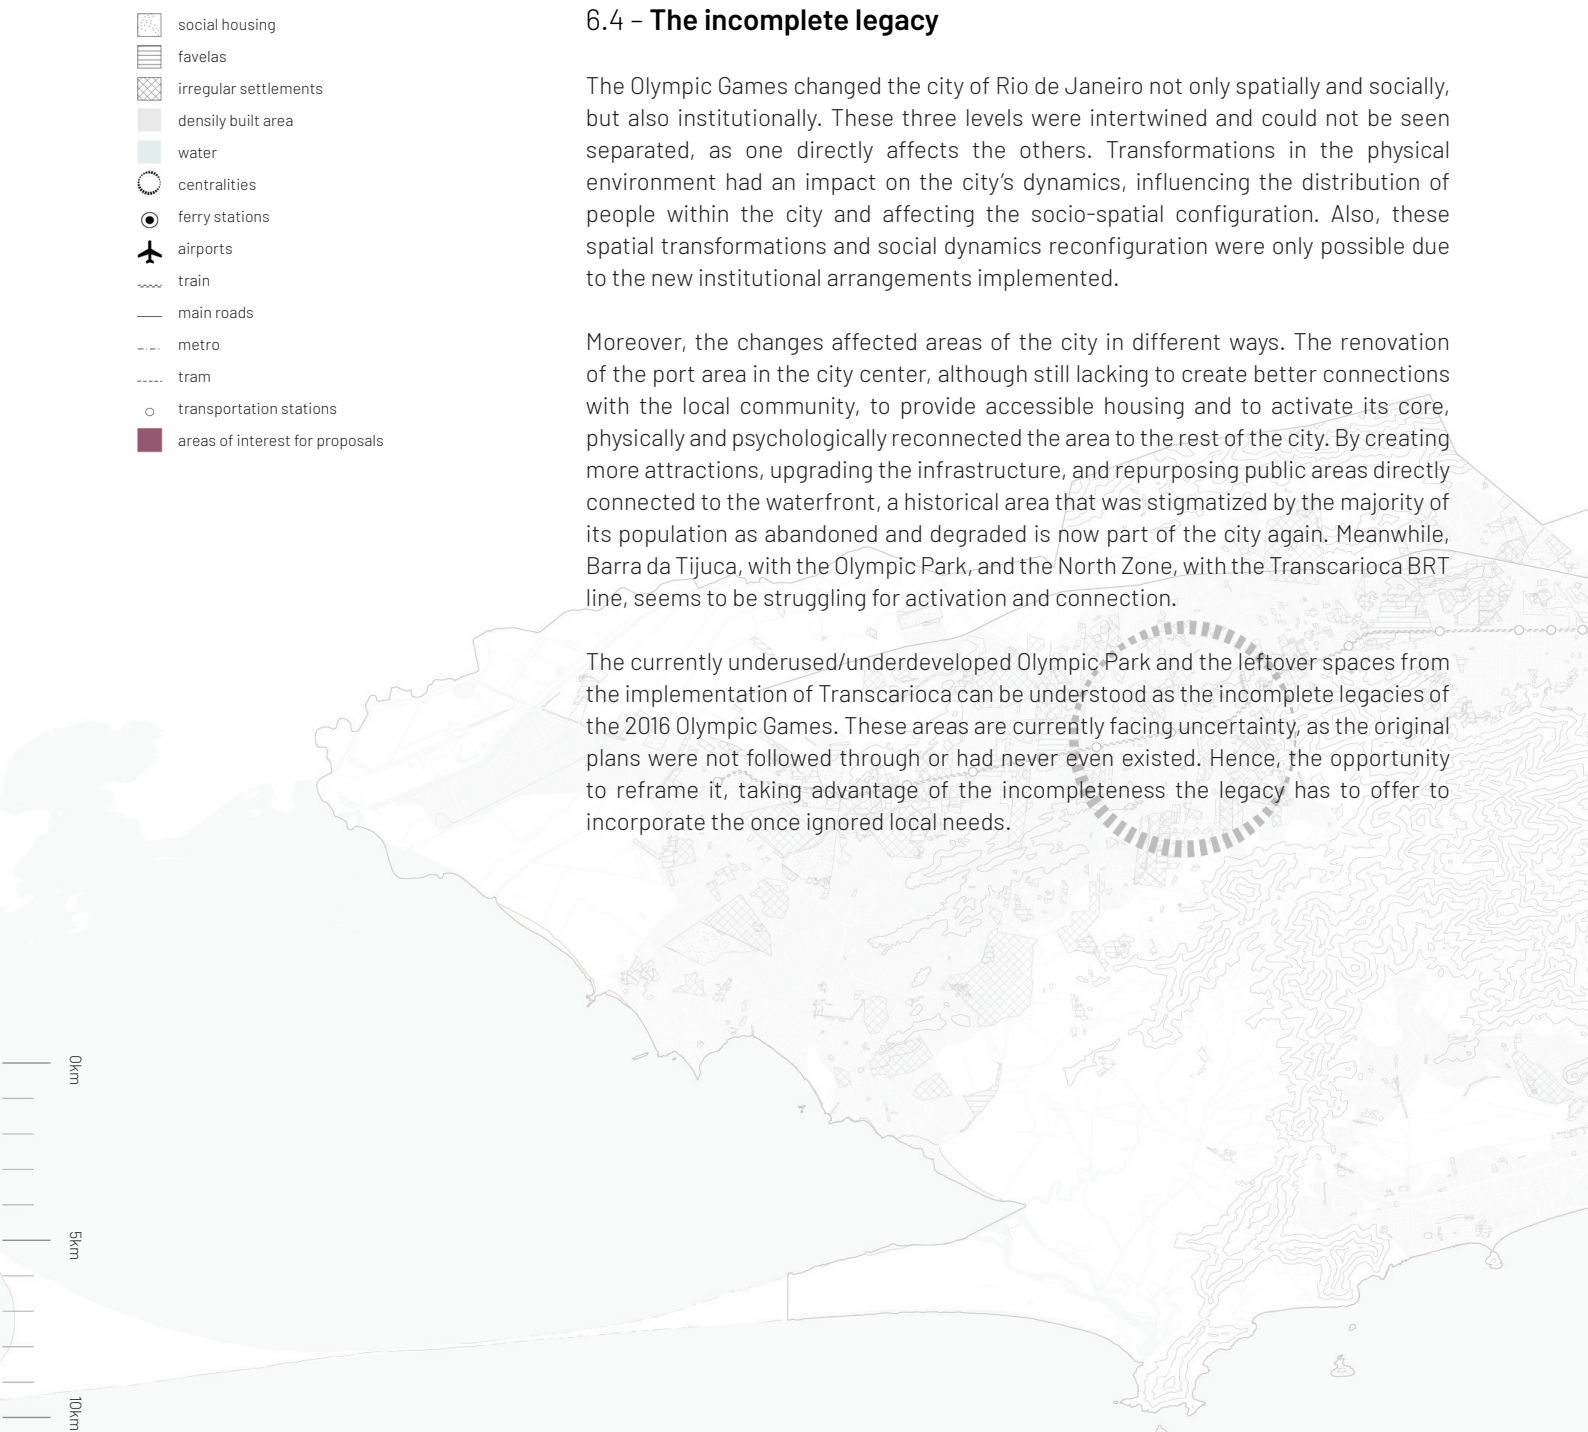 social housing
favelas
irregular settlements
densily built area
water
centralities
ferry stations
airports
train
main roads
metro
tram
transportation stations
areas of interest for proposals
6.4 – The incomplete legacy
The Olympic Games changed the city of Rio de Janeiro not only spatially and socially,
but also institutionally. These three levels were intertwined and could not be seen
separated, as one directly affects the others. Transformations in the physical
environment had an impact on the city’s dynamics, influencing the distribution of
people within the city and affecting the socio-spatial configuration. Also, these
spatial transformations and social dynamics reconfiguration were only possible due
to the new institutional arrangements implemented.
Moreover, the changes affected areas of the city in different ways. The renovation
of the port area in the city center, although still lacking to create better connections
with the local community, to provide accessible housing and to activate its core,
physically and psychologically reconnected the area to the rest of the city. By creating
more attractions, upgrading the infrastructure, and repurposing public areas directly
connected to the waterfront, a historical area that was stigmatized by the majority of
its population as abandoned and degraded is now part of the city again. Meanwhile,
Barra da Tijuca, with the Olympic Park, and the North Zone, with the Transcarioca BRT
line, seems to be struggling for activation and connection.
The currently underused/underdeveloped Olympic Park and the leftover spaces from
the implementation of Transcarioca can be understood as the incomplete legacies of
the 2016 Olympic Games. These areas are currently facing uncertainty, as the original
plans were not followed through or had never even existed. Hence, the opportunity
to reframe it, taking advantage of the incompleteness the legacy has to offer to
incorporate the once ignored local needs.
0km
5km
10km